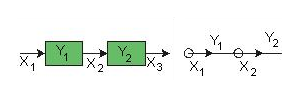 X₁ Y₁ X₂ Y₂ X₃ X₁ Y₁ X₂ Y₂